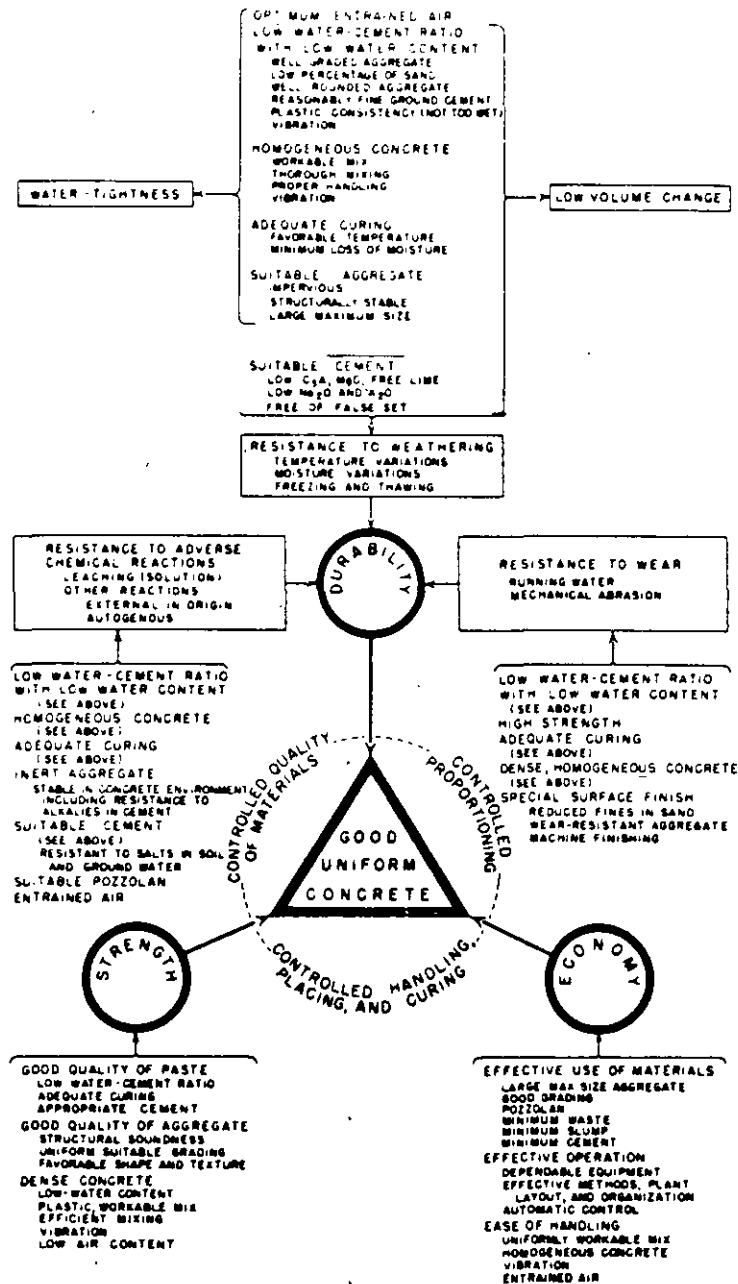 OPTIMUM ENTRAINED AIR
LOW WATER-CEMENT RATIO
WITH LOW WATER CONTENT
WELL GRADED AGGREGATE
LOW PERCENTAGE OF SAND
WELL ROUNDED AGGREGATE
REASONABLY FINE GROUND CEMENT
PLASTIC CONSISTENCY (NOT TOO WET)
VIBRATION
HOMOGENEOUS CONCRETE
WORKABLE MIX
THOROUGH MIXING
PROPER HANDLING
VIBRATION
WATER-TIGHTNESS
LOW VOLUME CHANGE
ADEQUATE CURING
FAVORABLE TEMPERATURE
MINIMUM LOSS OF MOISTURE
SUITABLE AGGREGATE
IMPERVIOUS
STRUCTURALLY STABLE
LARGE MAXIMUM SIZE
SUITABLE CEMENT
LOW C3A, MgO, FREE LIME
LOW Na2O AND K2O
FREE OF FALSE SET
RESISTANCE TO WEATHERING
TEMPERATURE VARIATIONS
MOISTURE VARIATIONS
FREEZING AND THAWING
RESISTANCE TO ADVERSE
CHEMICAL REACTIONS
LEACHING (SOLUTION)
OTHER REACTIONS
EXTERNAL IN ORIGIN
AUTOGENOUS
DURABILITY
RESISTANCE TO WEAR
RUNNING WATER
MECHANICAL ABRASION
LOW WATER-CEMENT RATIO
WITH LOW WATER CONTENT
(SEE ABOVE)
HOMOGENEOUS CONCRETE
(SEE ABOVE)
ADEQUATE CURING
(SEE ABOVE)
INERT AGGREGATE
STABLE IN CONCRETE ENVIRONMENT
INCLUDING RESISTANCE TO
ALKALIES IN CEMENT
SUITABLE CEMENT
(SEE ABOVE)
RESISTANT TO SALTS IN SOIL
AND GROUND WATER
SUITABLE POZZOLAN
ENTRAINED AIR
LOW WATER-CEMENT RATIO
WITH LOW WATER CONTENT
(SEE ABOVE)
HIGH STRENGTH
ADEQUATE CURING
(SEE ABOVE)
DENSE, HOMOGENEOUS CONCRETE
(SEE ABOVE)
SPECIAL SURFACE FINISH
REDUCED FINES IN SAND
WEAR-RESISTANT AGGREGATE
MACHINE FINISHING
CONTROLLED QUALITY
OF MATERIALS
CONTROLLED
PROPORTIONING
GOOD
UNIFORM
CONCRETE
CONTROLLED HANDLING,
PLACING, AND CURING
STRENGTH
ECONOMY
GOOD QUALITY OF PASTE
LOW WATER-CEMENT RATIO
ADEQUATE CURING
APPROPRIATE CEMENT
GOOD QUALITY OF AGGREGATE
STRUCTURAL SOUNDNESS
UNIFORM SUITABLE GRADING
FAVORABLE SHAPE AND TEXTURE
DENSE CONCRETE
LOW-WATER CONTENT
PLASTIC, WORKABLE MIX
EFFICIENT MIXING
VIBRATION
LOW AIR CONTENT
EFFECTIVE USE OF MATERIALS
LARGE MAX SIZE AGGREGATE
GOOD GRADING
POZZOLAN
MINIMUM WASTE
MINIMUM SLUMP
MINIMUM CEMENT
EFFECTIVE OPERATION
DEPENDABLE EQUIPMENT
EFFECTIVE METHODS, PLANT
LAYOUT, AND ORGANIZATION
AUTOMATIC CONTROL
EASE OF HANDLING
UNIFORMLY WORKABLE MIX
HOMOGENEOUS CONCRETE
VIBRATION
ENTRAINED AIR